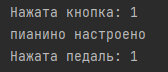 Нажата кнопка: 1
пианино настроено
Нажата педаль: 1